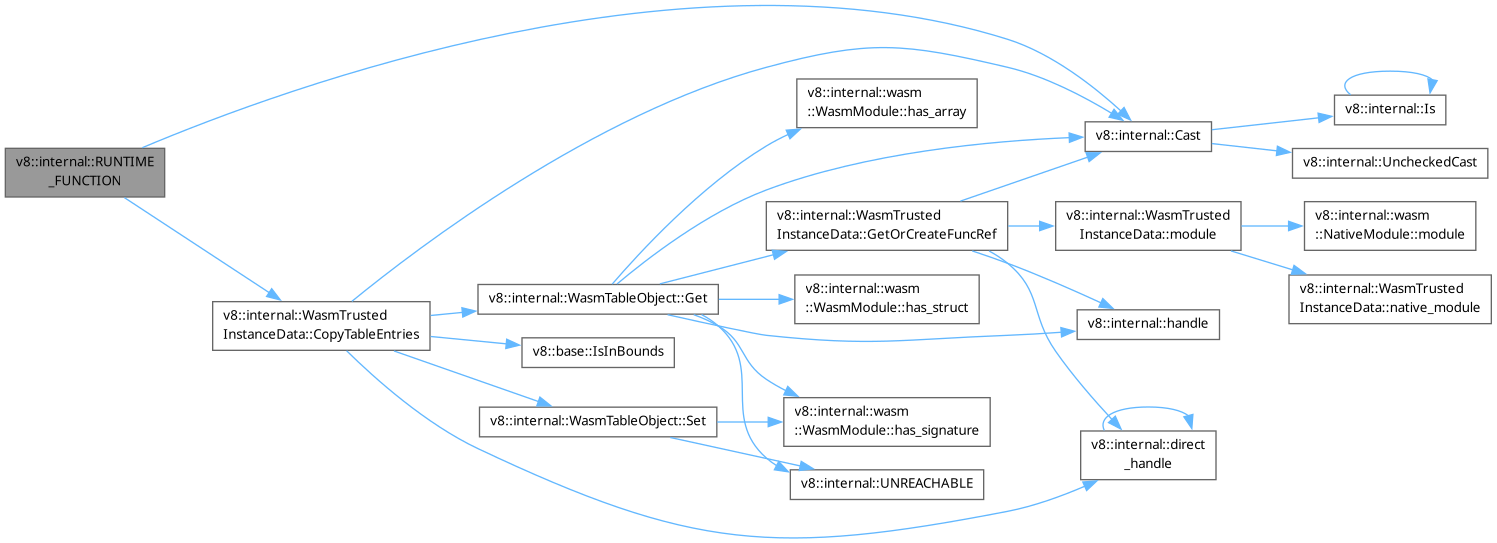 v8::internal::RUNTIME
_FUNCTION
v8::internal::WasmTrusted
InstanceData::CopyTableEntries
v8::internal::WasmTableObject::Get
v8::base::IsInBounds
v8::internal::WasmTableObject::Set
v8::internal::wasm
::WasmModule::has_array
v8::internal::WasmTrusted
InstanceData::GetOrCreateFuncRef
v8::internal::wasm
::WasmModule::has_struct
v8::internal::wasm
::WasmModule::has_signature
v8::internal::UNREACHABLE
v8::internal::Cast
v8::internal::WasmTrusted
InstanceData::module
v8::internal::handle
v8::internal::direct
_handle
v8::internal::Is
v8::internal::UncheckedCast
v8::internal::wasm
::NativeModule::module
v8::internal::WasmTrusted
InstanceData::native_module